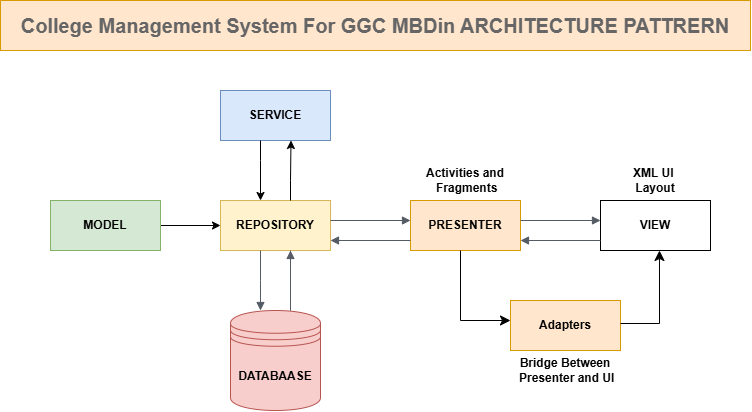 College Management System For GGC MBDin ARCHITECTURE PATTRERN
SERVICE
Activities and
Fragments
XML UI
Layout
MODEL
REPOSITORY
PRESENTER
VIEW
Adapters
Bridge Between
Presenter and UI
DATABAASE